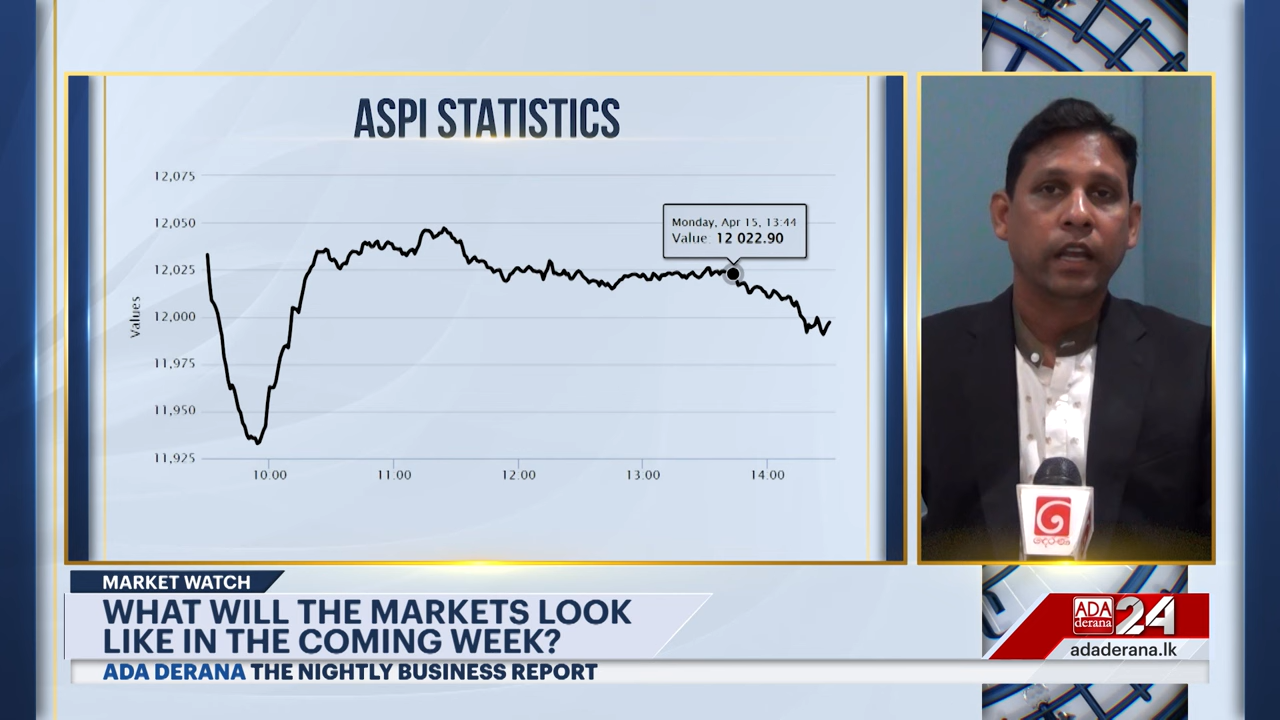 ASPI STATISTICS
12,075
12,050
12,025
12,000
11,975
11,950
11,925
Values
Monday, Apr 15, 13:44
Value 12 022.90
10.00
11.00
12.00
13.00
14.00
MARKET WATCH
WHAT WILL THE MARKETS LOOK
LIKE IN THE COMING WEEK?
ADA DERANA THE NIGHTLY BUSINESS REPORT
ADA
derana
24
adaderana.lk